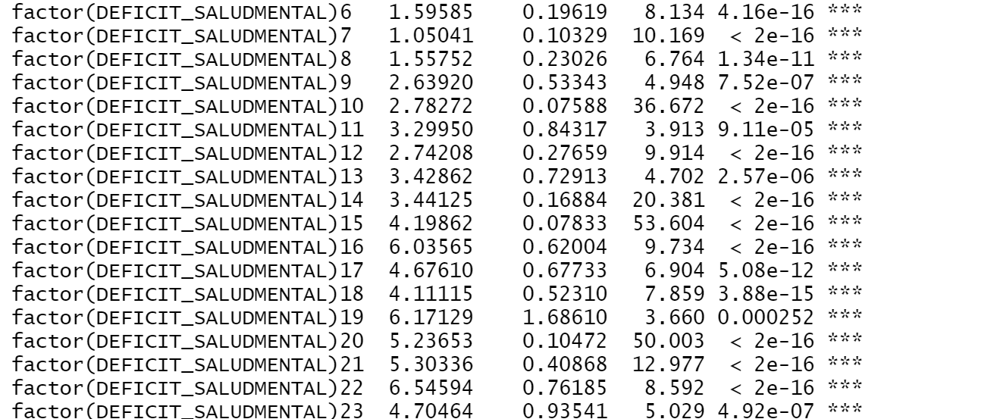 factor(DEFICIT_SALUDMENTAL)6 1.59585 0.19619 8.134 4.16e-16 ***
factor(DEFICIT_SALUDMENTAL)7 1.05041 0.10329 10.169 < 2e-16 ***
factor(DEFICIT_SALUDMENTAL)8 1.55752 0.23026 6.764 1.34e-11 ***
factor(DEFICIT_SALUDMENTAL)9 2.63920 0.53343 4.948 7.52e-07 ***
factor(DEFICIT_SALUDMENTAL)10 2.78272 0.07588 36.672 < 2e-16 ***
factor(DEFICIT_SALUDMENTAL)11 3.29950 0.84317 3.913 9.11e-05 ***
factor(DEFICIT_SALUDMENTAL)12 2.74208 0.27659 9.914 < 2e-16 ***
factor(DEFICIT_SALUDMENTAL)13 3.42862 0.72913 4.702 2.57e-06 ***
factor(DEFICIT_SALUDMENTAL)14 3.44125 0.16884 20.381 < 2e-16 ***
factor(DEFICIT_SALUDMENTAL)15 4.19862 0.07833 53.604 < 2e-16 ***
factor(DEFICIT_SALUDMENTAL)16 6.03565 0.62004 9.734 < 2e-16 ***
factor(DEFICIT_SALUDMENTAL)17 4.67610 0.67733 6.904 5.08e-12 ***
factor(DEFICIT_SALUDMENTAL)18 4.11115 0.52310 7.859 3.88e-15 ***
factor(DEFICIT_SALUDMENTAL)19 6.17129 1.68610 3.660 0.000252 ***
factor(DEFICIT_SALUDMENTAL)20 5.23653 0.10472 50.003 < 2e-16 ***
factor(DEFICIT_SALUDMENTAL)21 5.30336 0.40868 12.977 < 2e-16 ***
factor(DEFICIT_SALUDMENTAL)22 6.54594 0.76185 8.592 < 2e-16 ***
factor(DEFICIT_SALUDMENTAL)23 4.70464 0.93541 5.029 4.92e-07 ***